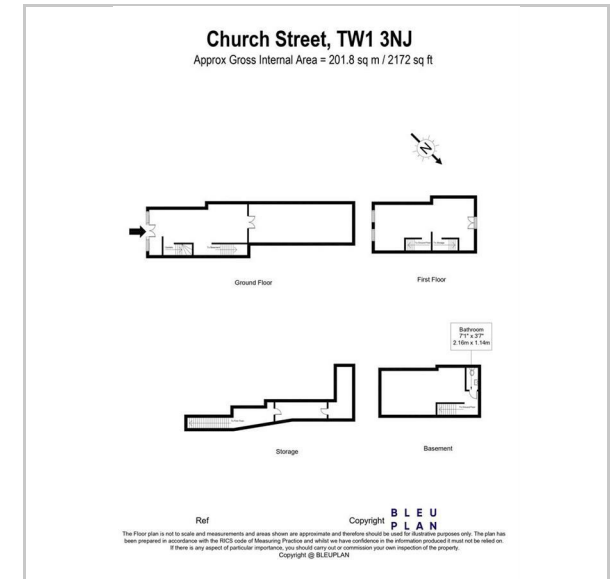 Church Street, TW1 3NJ
Approx Gross Internal Area = 201.8 sq m / 2172 sq ft
N
Ground Floor
First Floor
Bathroom
7'1" x 3'7"
2.16m x 1.14m
Storage
Basement
Ref
Copyright
BLEU
PLAN
The Floor plan is not to scale and measurements and areas shown are approximate and therefore should be used for illustrative purposes only. The plan has
been prepared in accordance with the RICS code of Measuring Practice and whilst we have confidence in the information produced it must not be relied on.
If there is any aspect of particular importance, you should carry out or commission your own inspection of the property.
Copyright @ BLEUPLAN